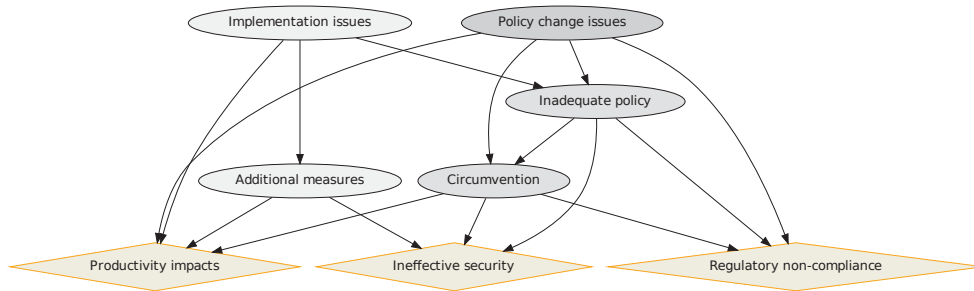 Implementation issues
Policy change issues
Inadequate policy
Additional measures
Circumvention
Productivity impacts
Ineffective security
Regulatory non-compliance